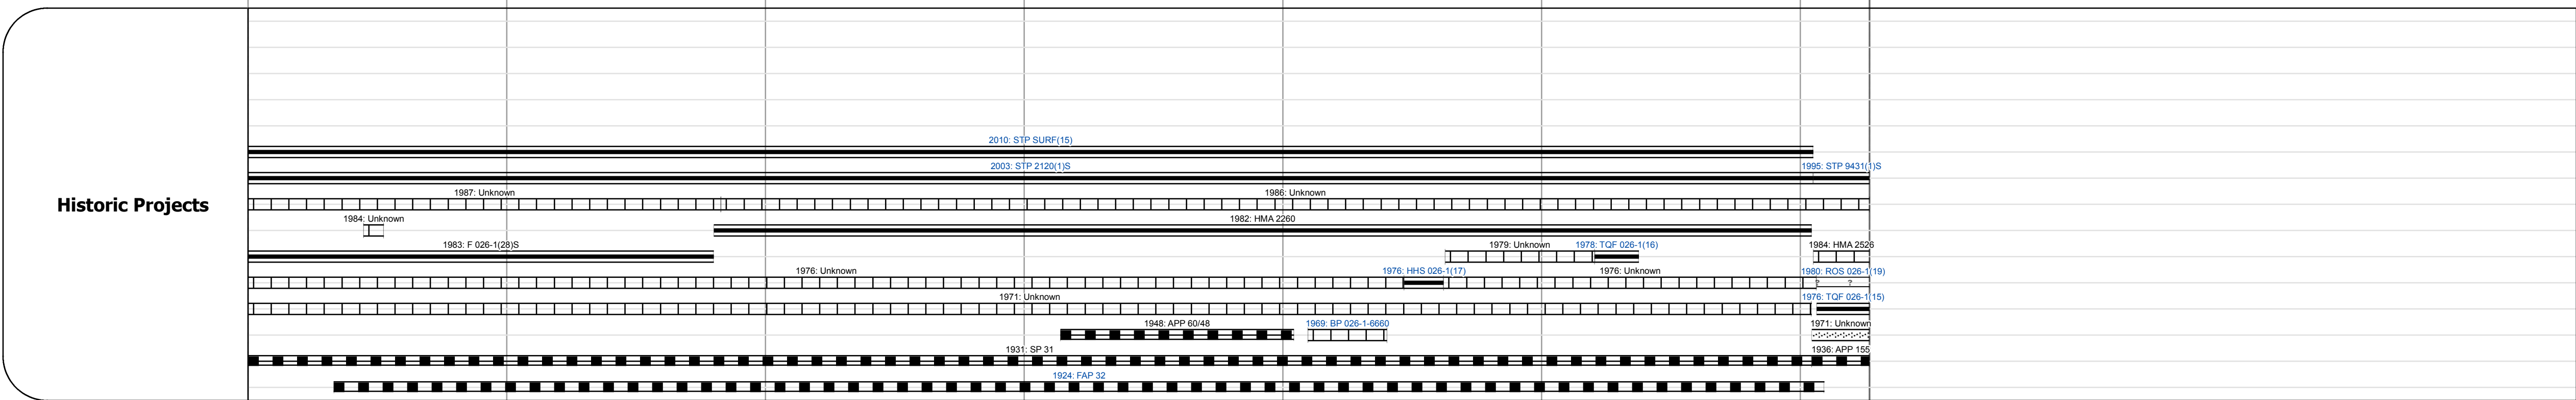 2010: STP SURF(15)
2003: STP 2120(1)S 1995: STP 9431(1)S
1987: Unknown 1986: Unknown
Historic Projects
1984: Unknown 1982: HMA 2260
1983: F 026-1(28)S 1979: Unknown 1978: TQF 026-1(16) 1984: HMA 2526
1976: Unknown 1976: HHS 026-1(17) 1976: Unknown 1980: ROS 026-1(19)
? ?
1971: Unknown 1976: TQF 026-1(15)
1948: APP 60/48 1969: BP 026-1-6660 1971: Unknown
1931: SP 31 1936: APP 155
1924: FAP 32